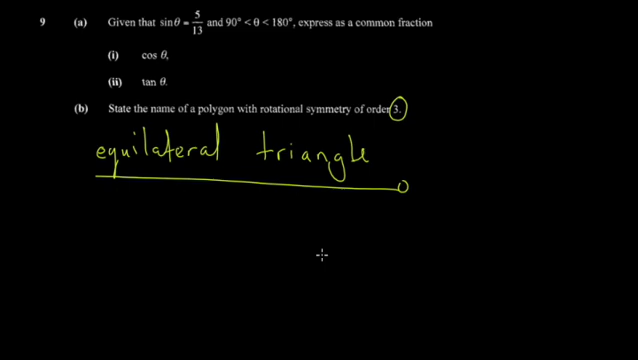 9 (a) Given that sin θ = 5/13 and 90° < θ < 180°, express as a common fraction
(i) cos θ,
(ii) tan θ.
(b) State the name of a polygon with rotational symmetry of order 3.
equilateral triangle